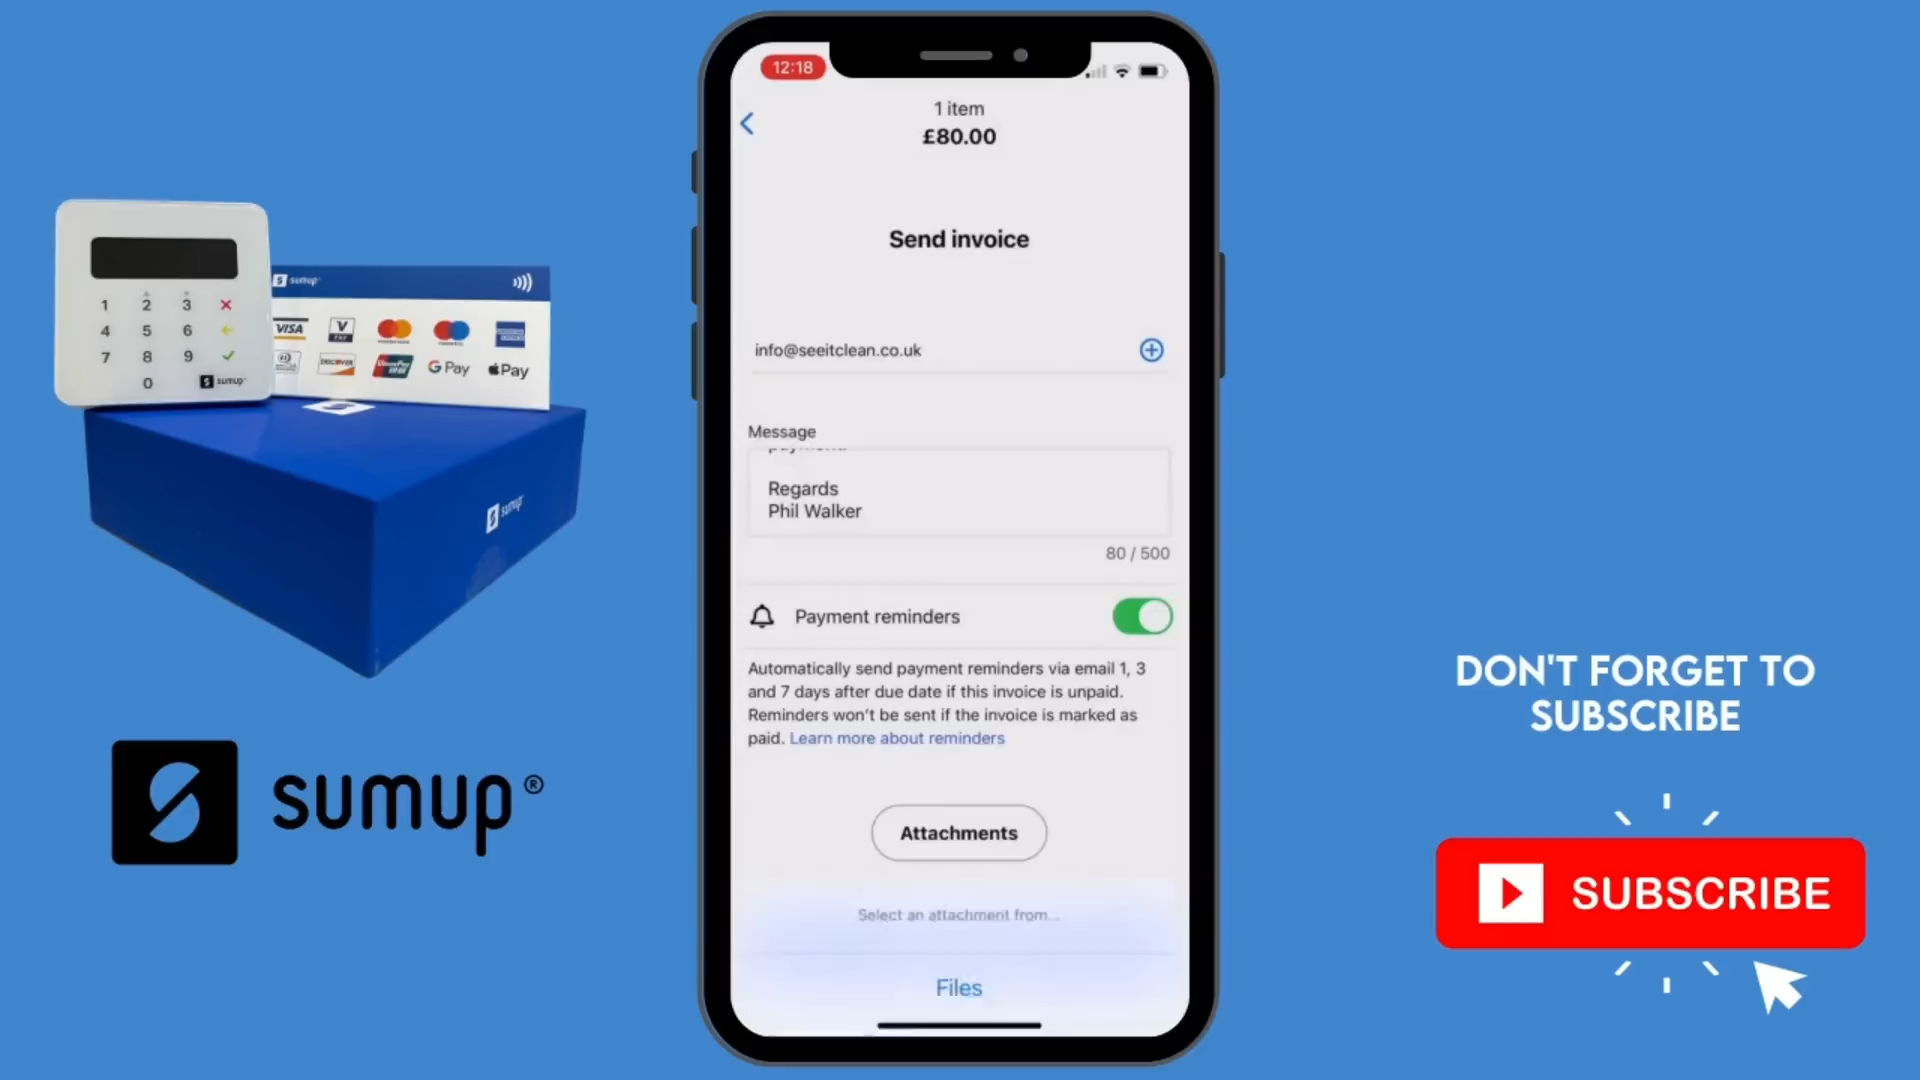 12:18
1 item
£80.00
Send invoice
info@seeitclean.co.uk
Message
Regards
Phil Walker
80 / 500
Payment reminders
Automatically send payment reminders via email 1, 3
and 7 days after due date if this invoice is unpaid.
Reminders won't be sent if the invoice is marked as
paid. Learn more about reminders
Attachments
Select an attachment from...
Files
1 2 3
4 5 6
7 8 9
0 sumup
sumup
VISA V PAY
DISCOVER UnionPay G Pay Pay
sumup
sumup®
DON'T FORGET TO
SUBSCRIBE
SUBSCRIBE